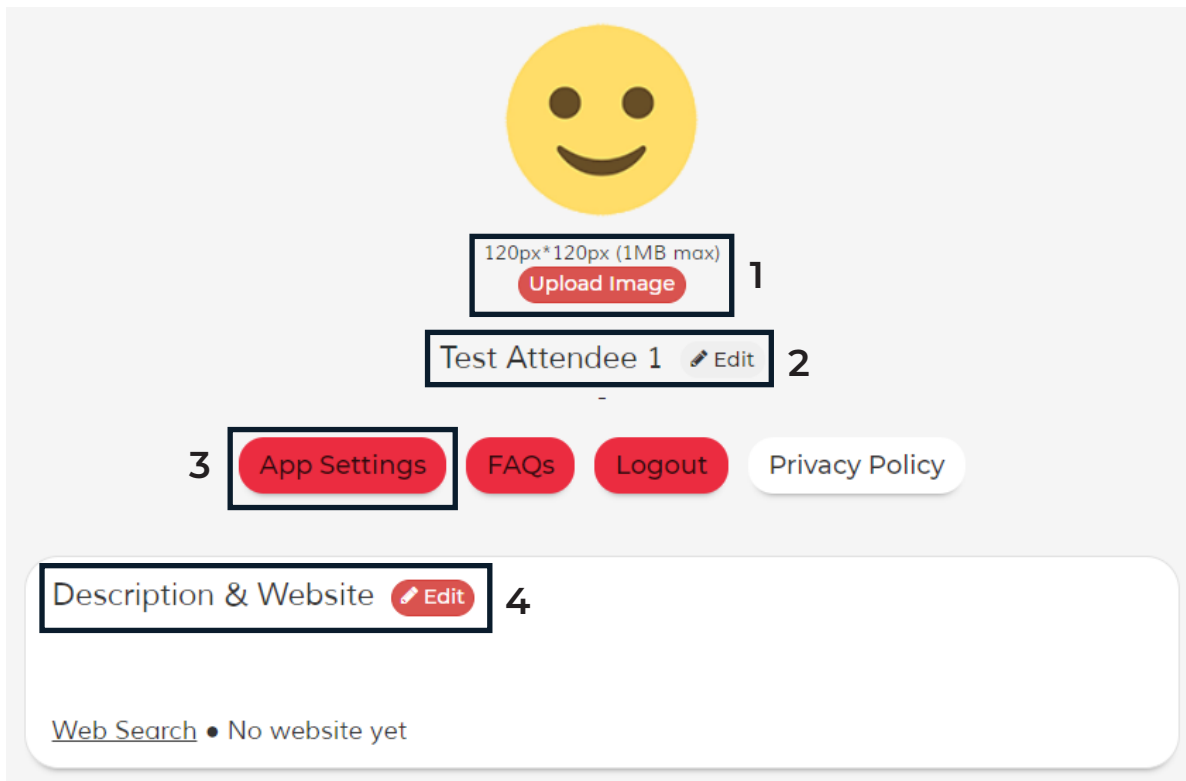 120px*120px (1MB max)
Upload Image
1
Test Attendee 1 Edit
2
-
3
App Settings FAQs Logout Privacy Policy
Description & Website Edit
4
Web Search ● No website yet